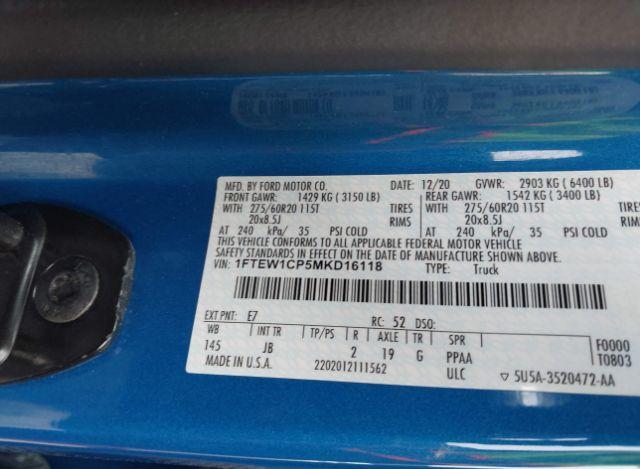 MFD. BY FORD MOTOR CO. DATE: 12/20 GVWR: 2903 KG ( 6400 LB)
FRONT GAWR: 1429 KG ( 3150 LB) REAR GAWR: 1542 KG ( 3400 LB)
WITH 275/60R20 115T TIRES WITH 275/60R20 115T TIRES
20x8.5J RIMS 20x8.5J RIMS
AT 240 kPa/ 35 PSI COLD AT 240 kPa/ 35 PSI COLD
THIS VEHICLE CONFORMS TO ALL APPLICABLE FEDERAL MOTOR VEHICLE
SAFETY STANDARDS IN EFFECT ON THE DATE OF MANUFACTURE SHOWN ABOVE.
VIN: 1FTEW1CP5MKD16118 TYPE: Truck
EXT PNT: E7 RC: 52 DSO:
WB INT TR TP/PS R AXLE TR SPR F0000
145 JB 2 19 G PPAA T0803
MADE IN U.S.A. 2202012111562 ULC ▽ 5U5A-3520472-AA